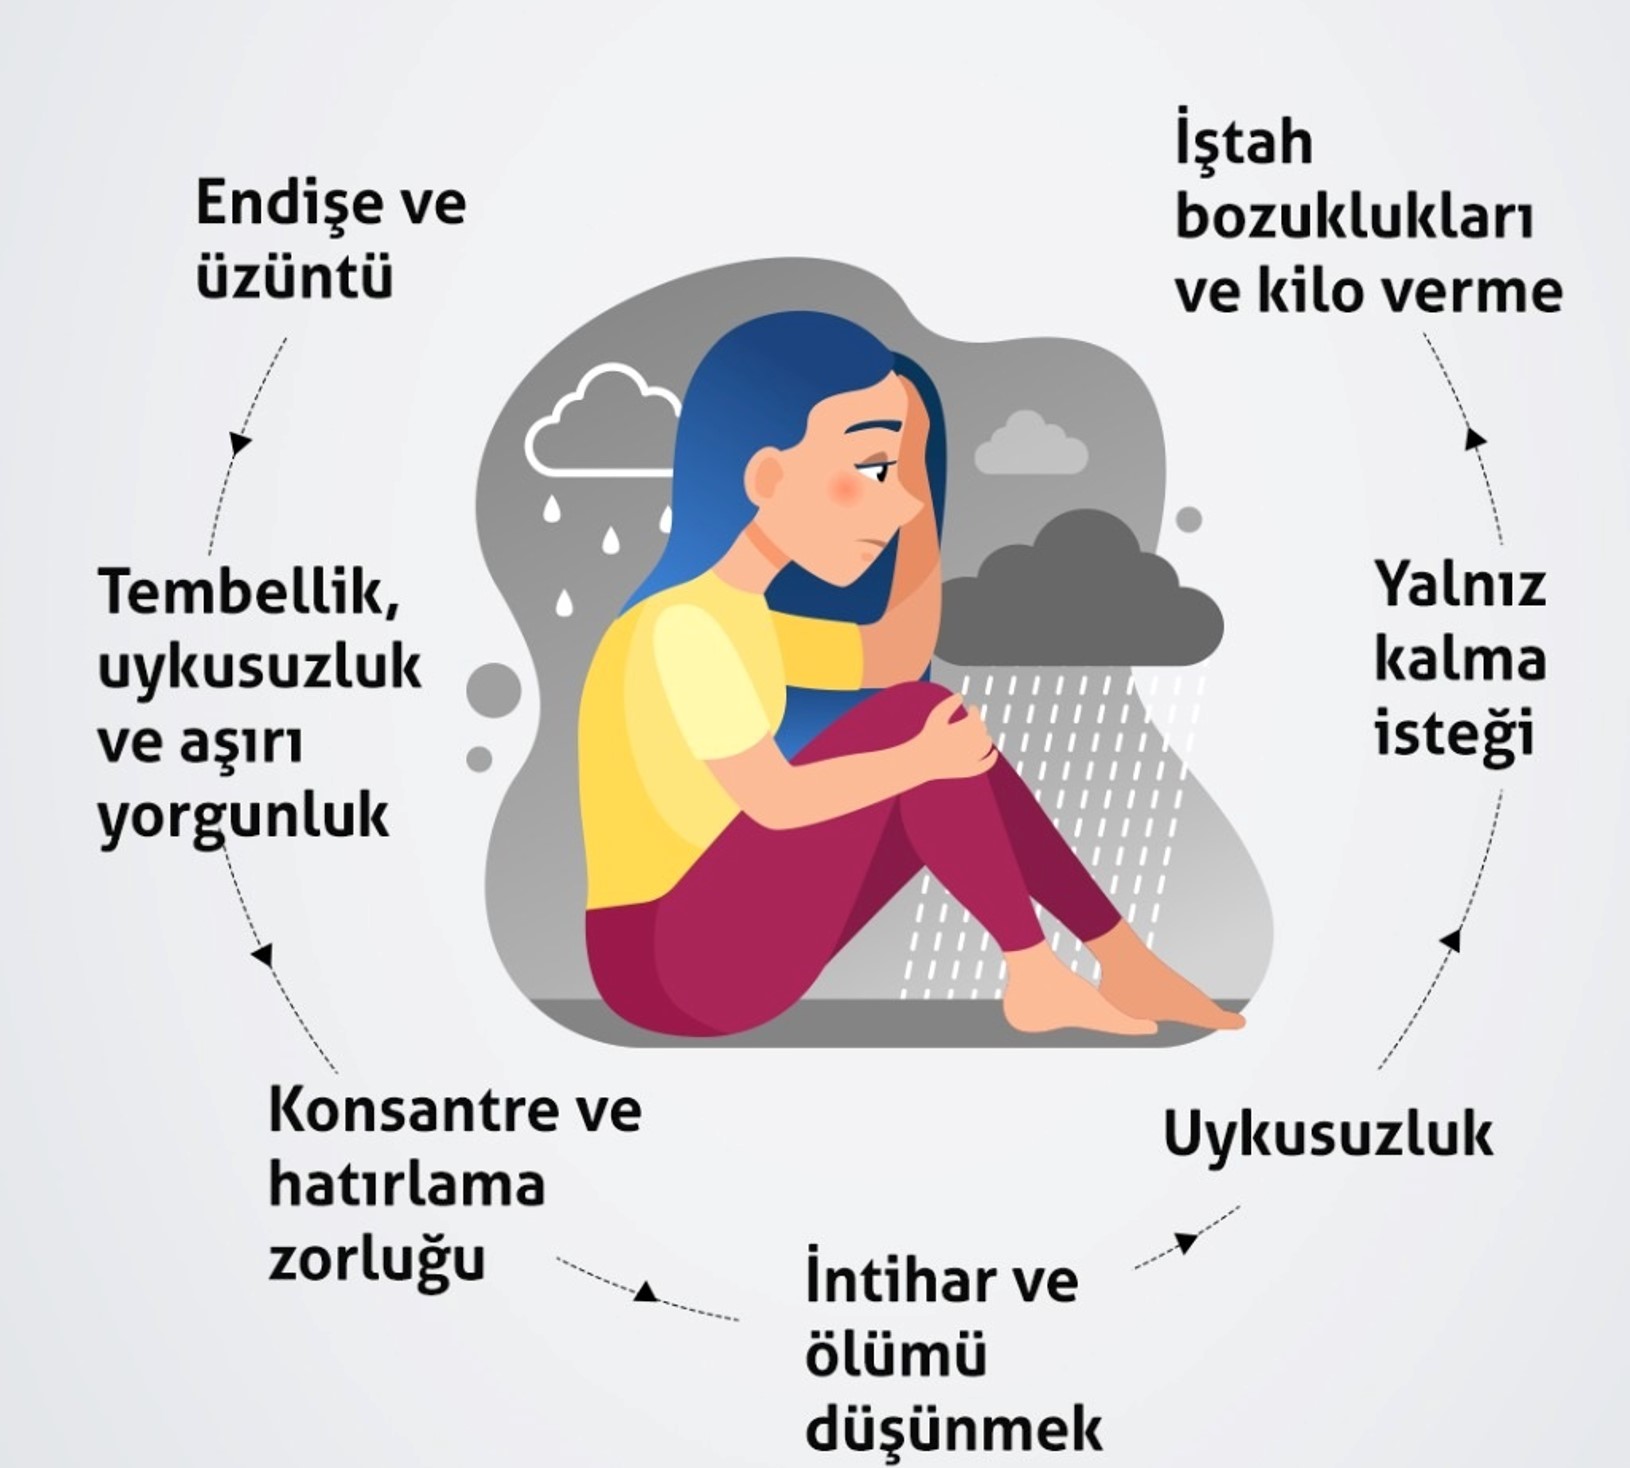 Endişe ve
üzüntü
Tembellik,
uykusuzluk
ve aşırı
yorgunluk
Konsantre ve
hatırlama
zorluğu
İntihar ve
ölümü
düşünmek
Uykusuzluk
Yalnız
kalma
isteği
İştah
bozuklukları
ve kilo verme